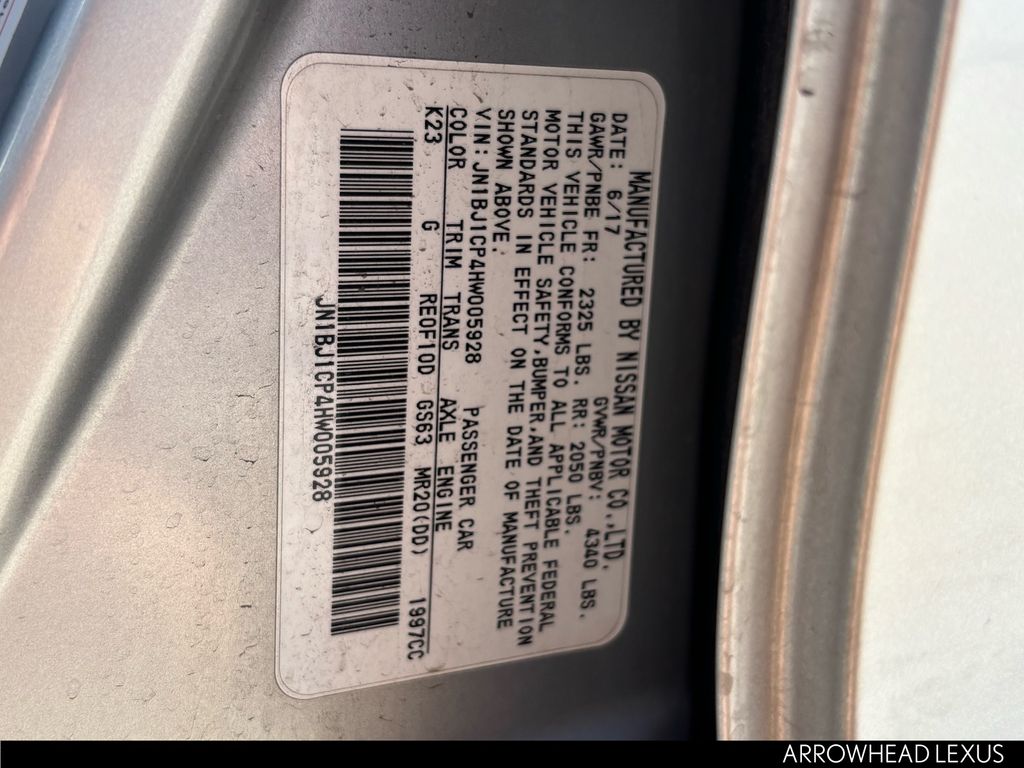 MANUFACTURED BY NISSAN MOTOR CO.,LTD.
DATE: 6/17 GVWR/PNBV: 4340 LBS.
GAWR/PNBE FR: 2325 LBS. RR: 2050 LBS.
THIS VEHICLE CONFORMS TO ALL APPLICABLE FEDERAL
MOTOR VEHICLE SAFETY,BUMPER,AND THEFT PREVENTION
STANDARDS IN EFFECT ON THE DATE OF MANUFACTURE
SHOWN ABOVE.
VIN: JN1BJ1CP4HW005928 PASSENGER CAR
COLOR TRIM TRANS AXLE ENGINE
K23 G RE0F10D GS63 MR20(DD) 1997CC
JN1BJ1CP4HW005928
ARROWHEAD LEXUS